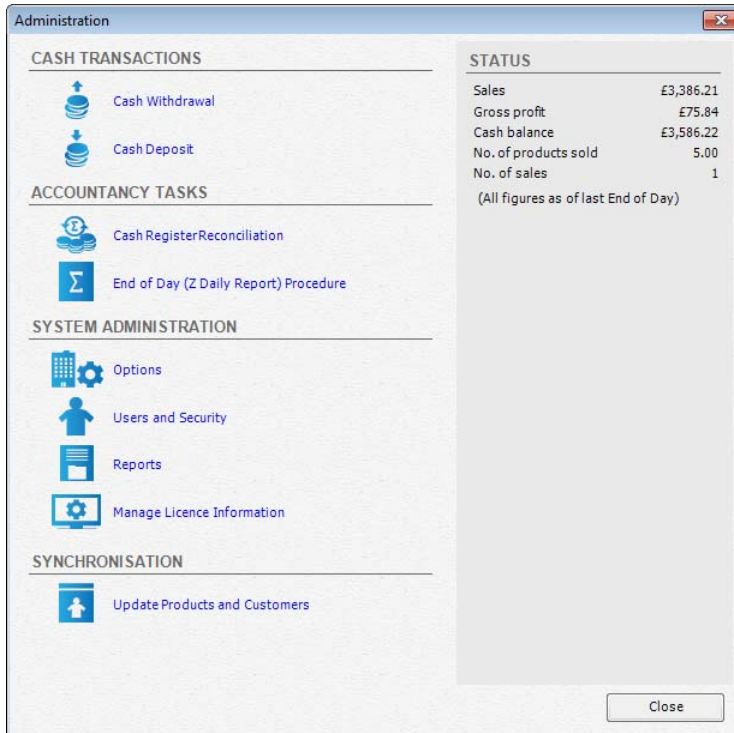 Administration
CASH TRANSACTIONS
Cash Withdrawal
Cash Deposit
ACCOUNTANCY TASKS
Cash Register Reconciliation
End of Day (Z Daily Report) Procedure
SYSTEM ADMINISTRATION
Options
Users and Security
Reports
Manage Licence Information
SYNCHRONISATION
Update Products and Customers
STATUS
Sales £3,386.21
Gross profit £75.84
Cash balance £3,586.22
No. of products sold 5.00
No. of sales 1
(All figures as of last End of Day)
Close